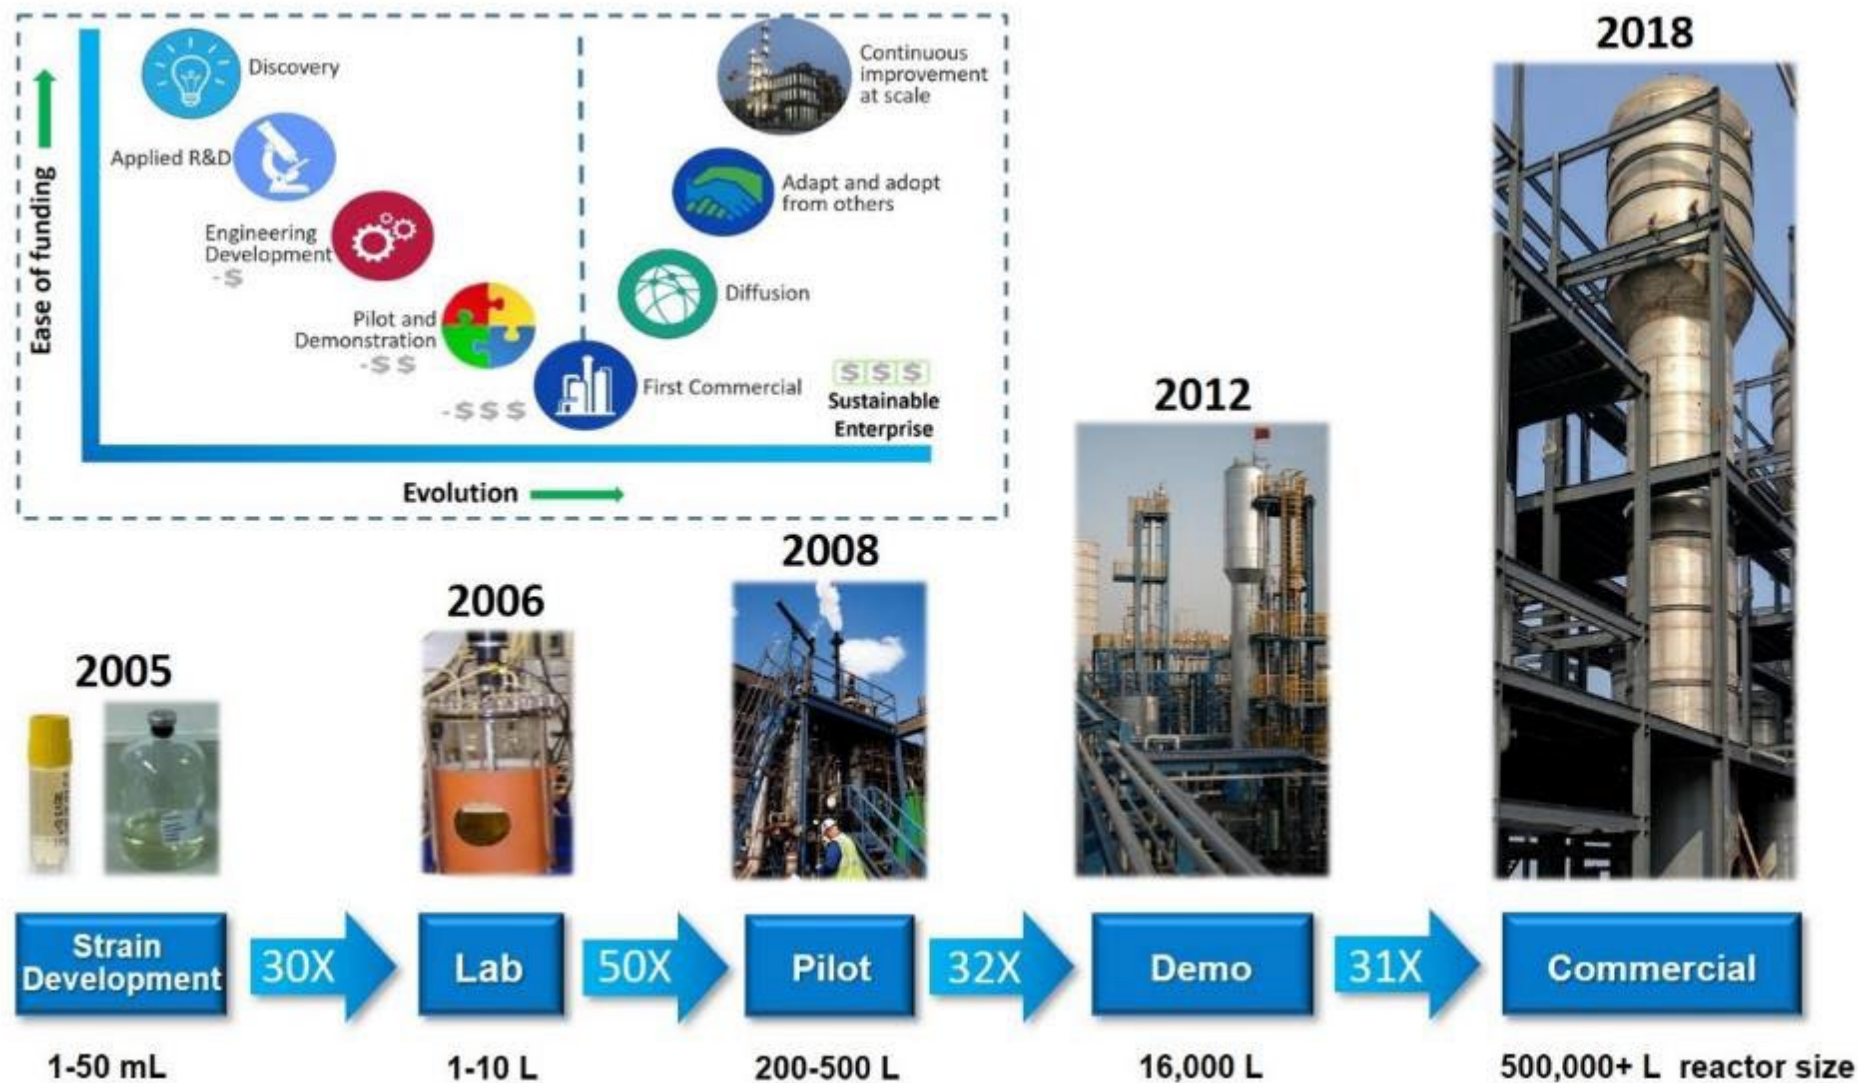 Discovery
Applied R&D
Engineering
Development
-$
Pilot and
Demonstration
-$$
-$$$
First Commercial
Diffusion
Adapt and adopt
from others
Continuous
improvement
at scale
$$$
Sustainable
Enterprise
Ease of funding
Evolution
2005
2006
2008
2012
2018
Strain
Development
30X
Lab
50X
Pilot
32X
Demo
31X
Commercial
1-50 mL
1-10 L
200-500 L
16,000 L
500,000+ L reactor size